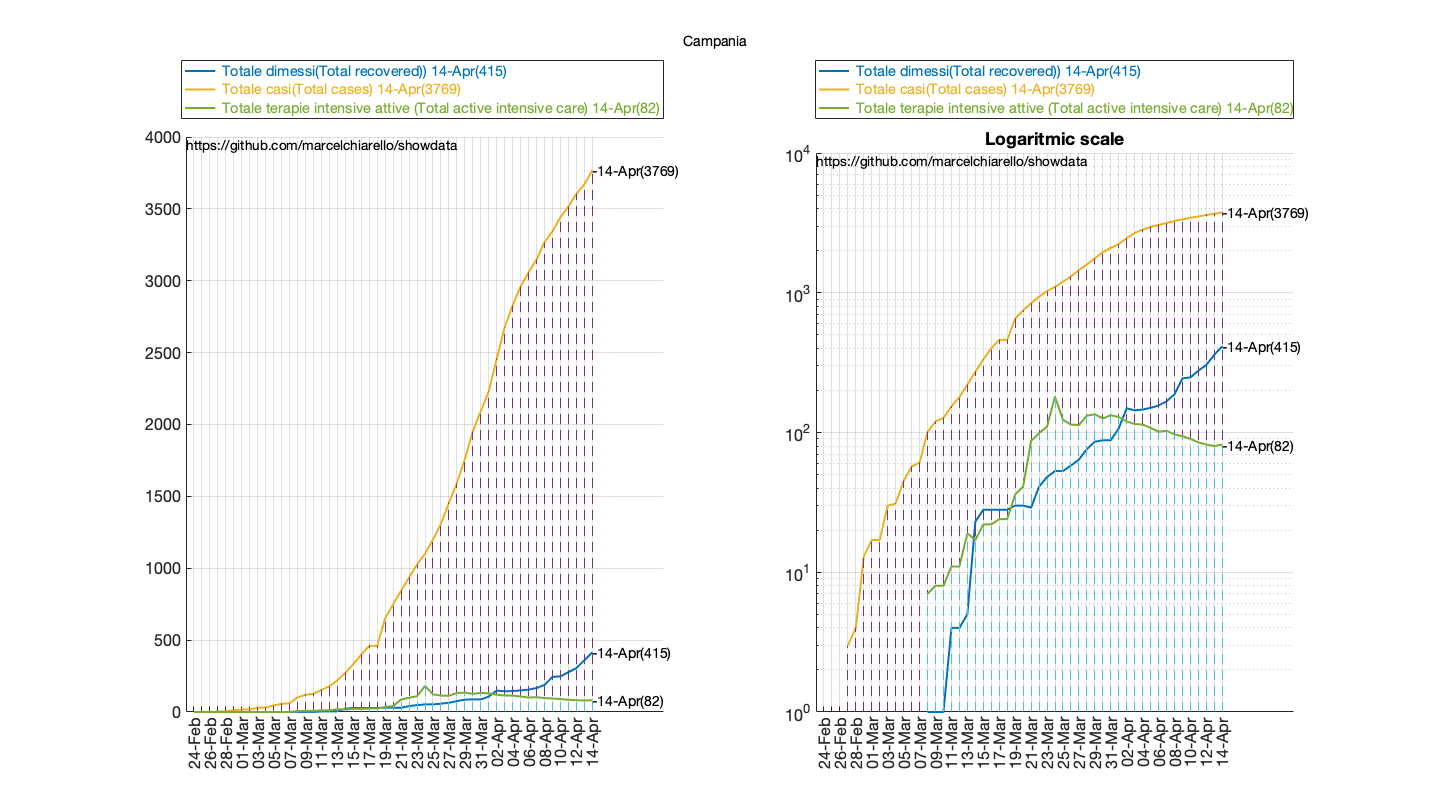 Campania
Totale dimessi(Total recovered)) 14-Apr(415)
Totale casi(Total cases) 14-Apr(3769)
Totale terapie intensive attive (Total active intensive care) 14-Apr(82)
https://github.com/marcelchiarello/showdata
4000
3500
3000
2500
2000
1500
1000
500
0
14-Apr(3769)
14-Apr(415)
14-Apr(82)
24-Feb
26-Feb
28-Feb
01-Mar
03-Mar
05-Mar
07-Mar
09-Mar
11-Mar
13-Mar
15-Mar
17-Mar
19-Mar
21-Mar
23-Mar
25-Mar
27-Mar
29-Mar
31-Mar
02-Apr
04-Apr
06-Apr
08-Apr
10-Apr
12-Apr
14-Apr
Totale dimessi(Total recovered)) 14-Apr(415)
Totale casi(Total cases) 14-Apr(3769)
Totale terapie intensive attive (Total active intensive care) 14-Apr(82)
Logaritmic scale
https://github.com/marcelchiarello/showdata
10^4
10^3
10^2
10^1
10^0
14-Apr(3769)
14-Apr(415)
14-Apr(82)
24-Feb
26-Feb
28-Feb
01-Mar
03-Mar
05-Mar
07-Mar
09-Mar
11-Mar
13-Mar
15-Mar
17-Mar
19-Mar
21-Mar
23-Mar
25-Mar
27-Mar
29-Mar
31-Mar
02-Apr
04-Apr
06-Apr
08-Apr
10-Apr
12-Apr
14-Apr